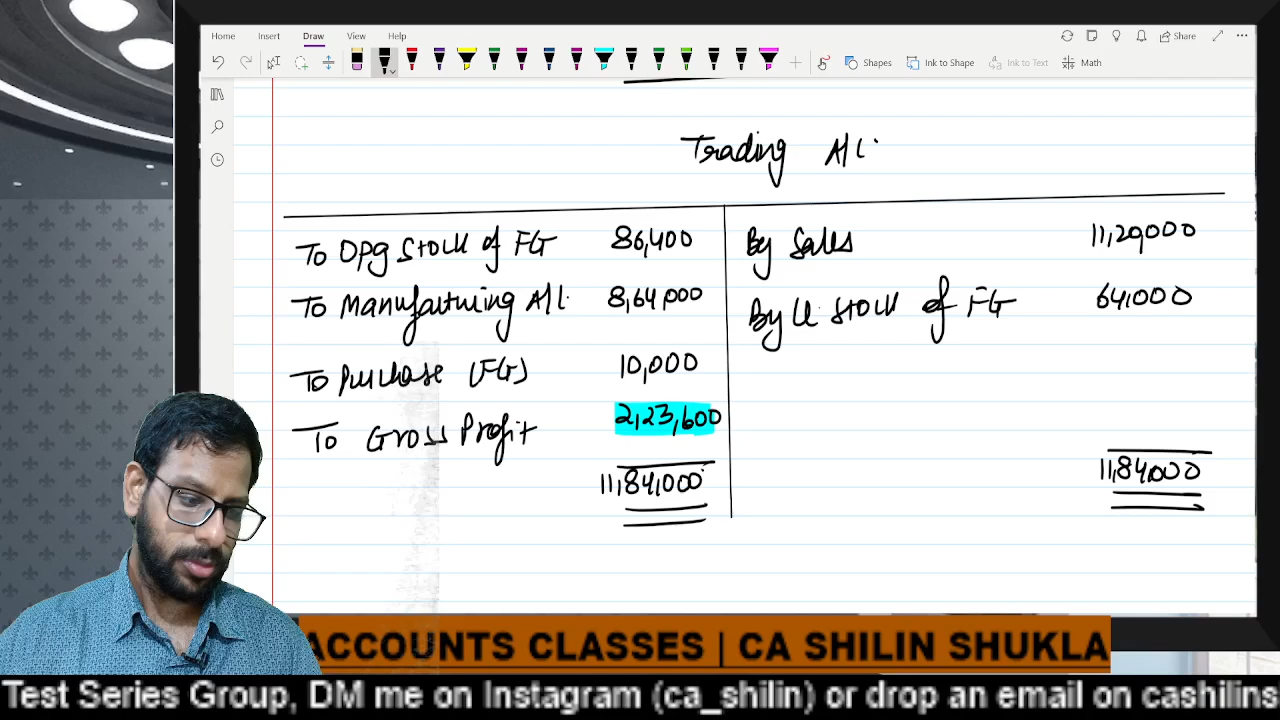 Home Insert Draw View Help
Share
Shapes Ink to Shape Ink to Text Math
Trading A/c.
To Opg Stock of FG 86,400 By Sales 11,20,000
To Manufacturing A/c. 8,64,000 By Cl. Stock of FG 64,000
To Purchase (FG) 10,000
To Gross Profit 2,23,600
11,84,000 11,84,000
ACCOUNTS CLASSES | CA SHILIN SHUKLA
Test Series Group, DM me on Instagram (ca_shilin) or drop an email on cashilins